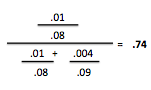 .01
.08
= .74
.01 + .004
.08 .09